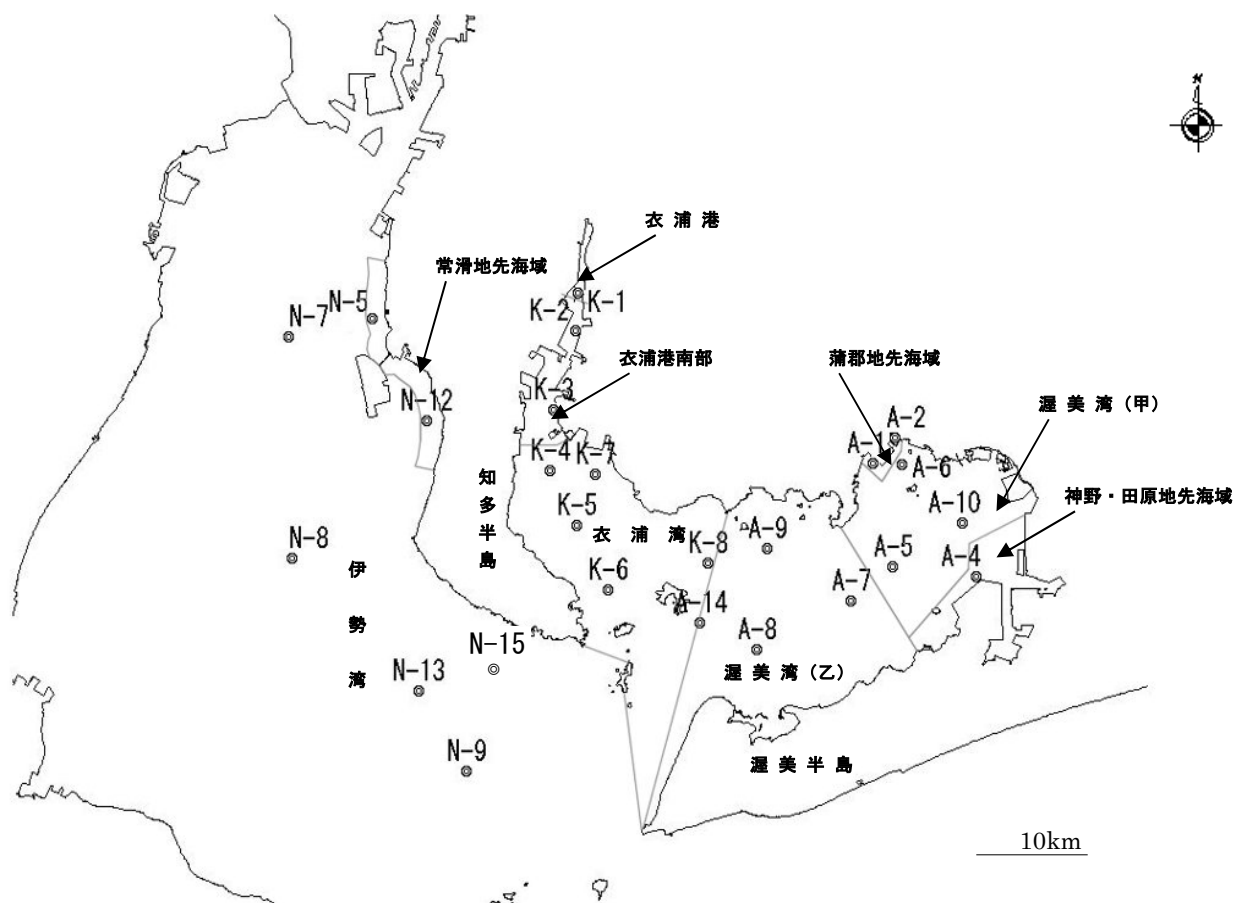 N
衣 浦 港
常滑地先海域
K-1
N-5
K-2
N-7
衣浦港南部
蒲郡地先海域
K-3
N-12
渥 美 湾（甲）
A-2
A-1
K-4
K-7
A-6
知多半島
神野・田原地先海域
A-10
K-5
衣 浦 湾
A-9
N-8
K-8
A-5
A-4
伊勢湾
K-6
A-7
A-14
A-8
N-15
渥美湾（乙）
N-13
N-9
渥 美 半 島
10km